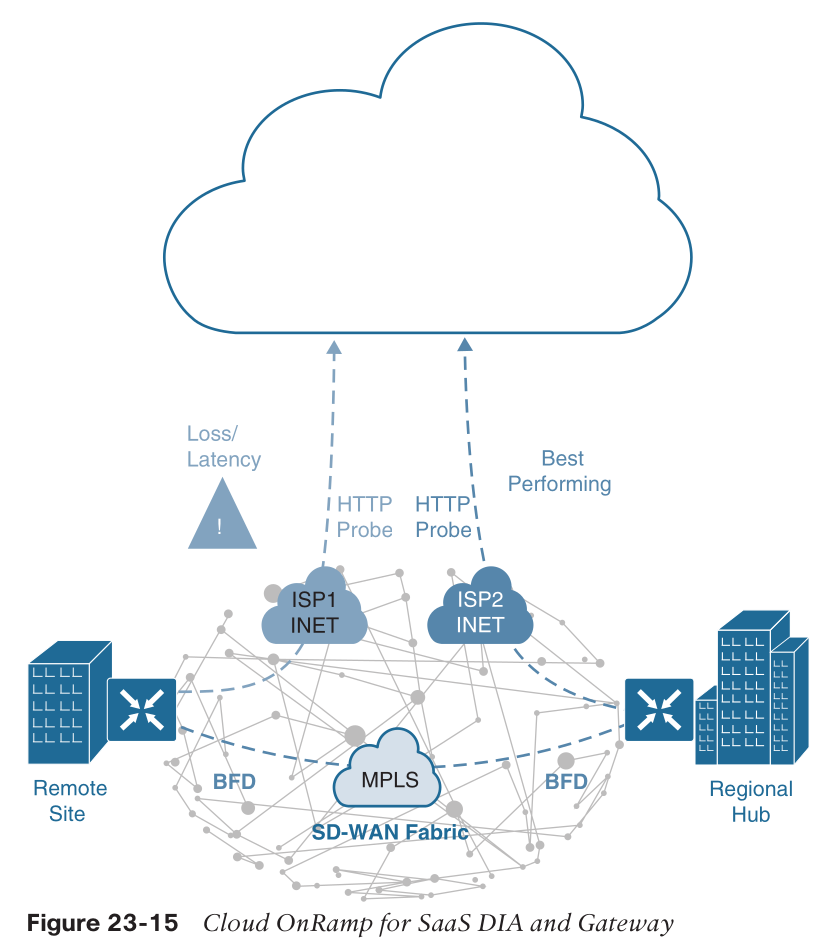 Loss/
Latency
!
HTTP
Probe
HTTP
Probe
Best
Performing
ISP1
INET
ISP2
INET
Remote
Site
BFD
MPLS
BFD
Regional
Hub
SD-WAN Fabric
Figure 23-15 Cloud OnRamp for SaaS DIA and Gateway